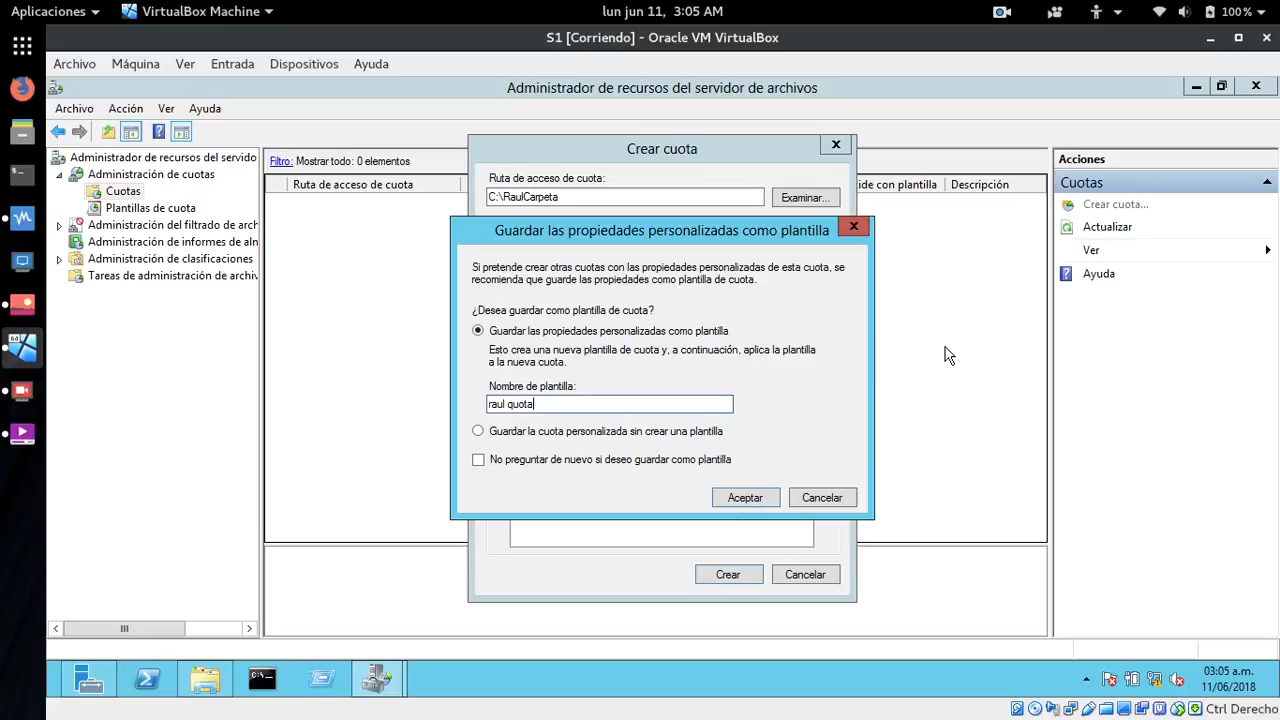 Aplicaciones
VirtualBox Machine
lun jun 11, 3:05 AM
100%
S1 [Corriendo] - Oracle VM VirtualBox
Archivo Máquina Ver Entrada Dispositivos Ayuda
Administrador de recursos del servidor de archivos
Archivo Acción Ver Ayuda
Administrador de recursos del servido
Administración de cuotas
Cuotas
Plantillas de cuota
Administración del filtrado de arch
Administración de informes de alm
Administración de clasificaciones
Tareas de administración de archiv
Filtro: Mostrar todo: 0 elementos
Ruta de acceso de cuota
ide con plantilla
Descripción
Crear cuota
Ruta de acceso de cuota:
C:\RaulCarpeta
Examinar...
Guardar las propiedades personalizadas como plantilla
Si pretende crear otras cuotas con las propiedades personalizadas de esta cuota, se
recomienda que guarde las propiedades como plantilla de cuota.
¿Desea guardar como plantilla de cuota?
Guardar las propiedades personalizadas como plantilla
Esto crea una nueva plantilla de cuota y, a continuación, aplica la plantilla
a la nueva cuota.
Nombre de plantilla:
raul quota
Guardar la cuota personalizada sin crear una plantilla
No preguntar de nuevo si deseo guardar como plantilla
Aceptar
Cancelar
Crear
Cancelar
Acciones
Cuotas
Crear cuota...
Actualizar
Ver
Ayuda
03:05 a.m.
11/06/2018
Ctrl Derecho